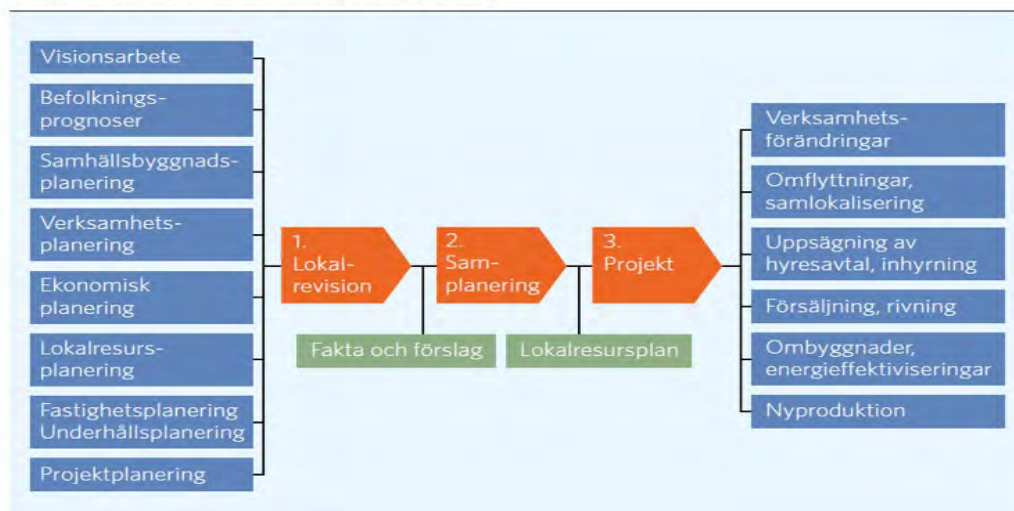 Visionsarbete
Befolknings-
prognoser
Samhällsbyggnads-
planering
Verksamhets-
planering
Ekonomisk
planering
Lokalresurs-
planering
Fastighetsplanering
Underhållsplanering
Projektplanering
1.
Lokal-
revision
2.
Sam-
planering
3.
Projekt
Fakta och förslag
Lokalresursplan
Verksamhets-
förändringar
Omflyttningar,
samlokalisering
Uppsägning av
hyresavtal, inhyrning
Försäljning, rivning
Ombyggnader,
energieffektiviseringar
Nyproduktion